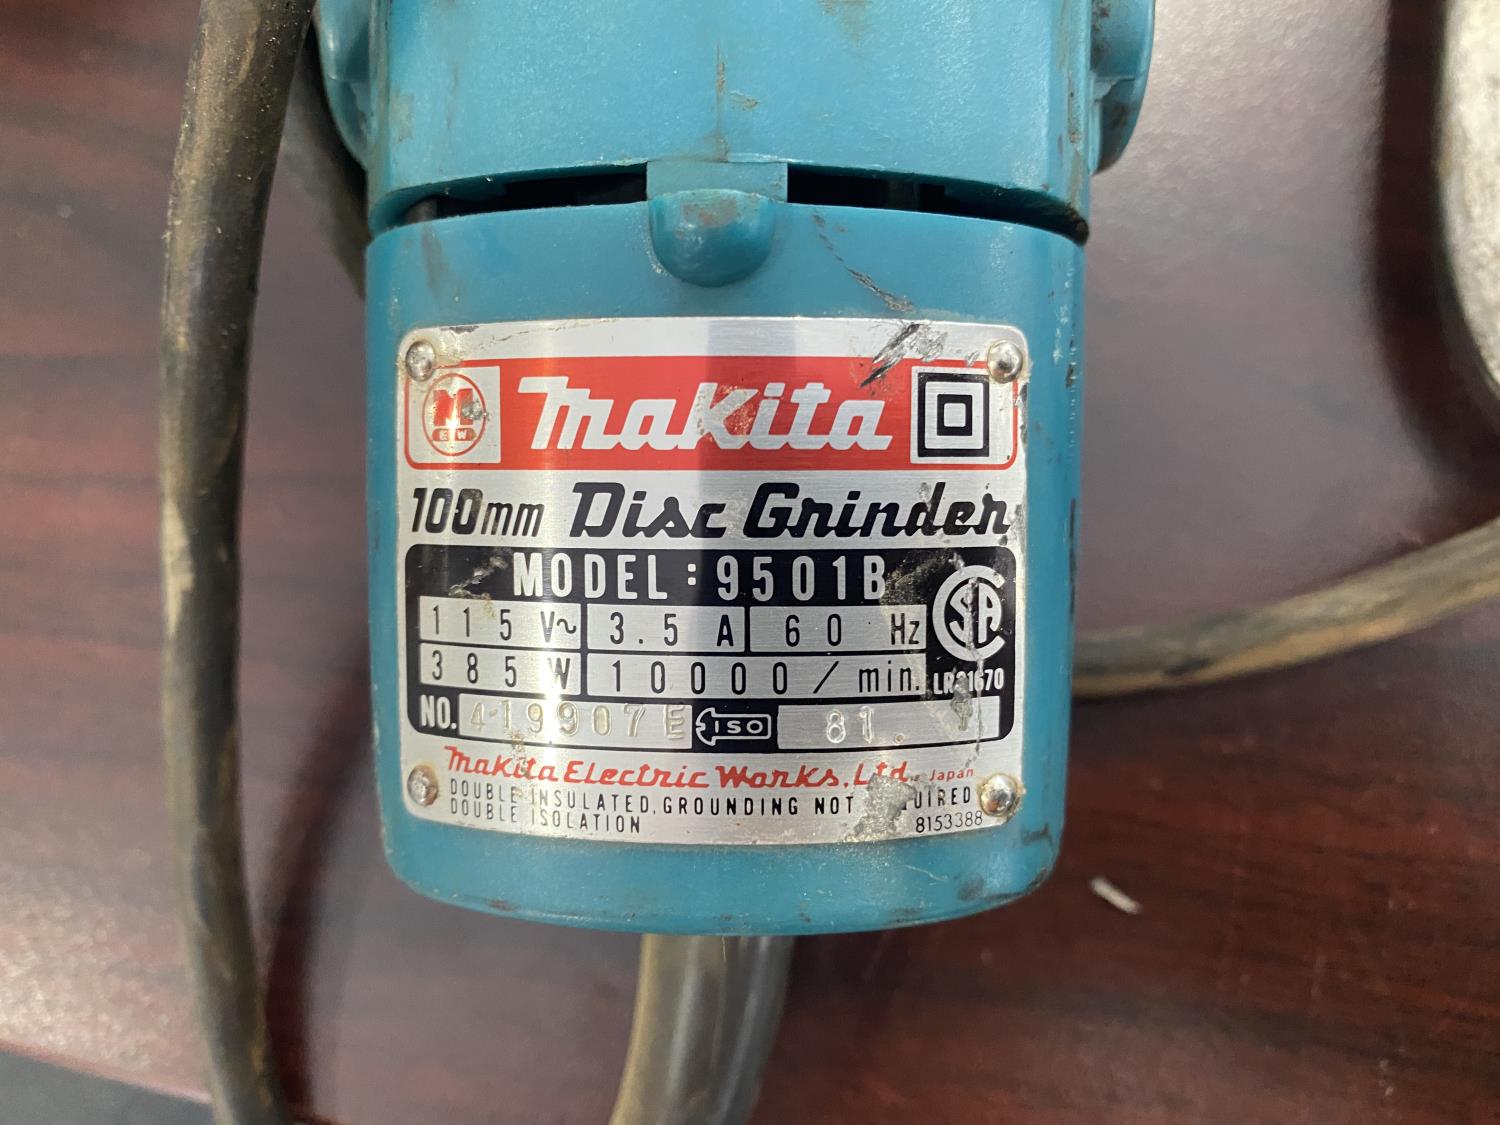 M
E W
Makita
100mm Disc Grinder
MODEL: 9501B
115 V~ 3.5 A 60 Hz
385 W 10000/min.
CSA
NO. 419907E ISO 81.
Makita Electric Works, Ltd. Japan
DOUBLE INSULATED, GROUNDING NOT
DOUBLE ISOLATION
8153388